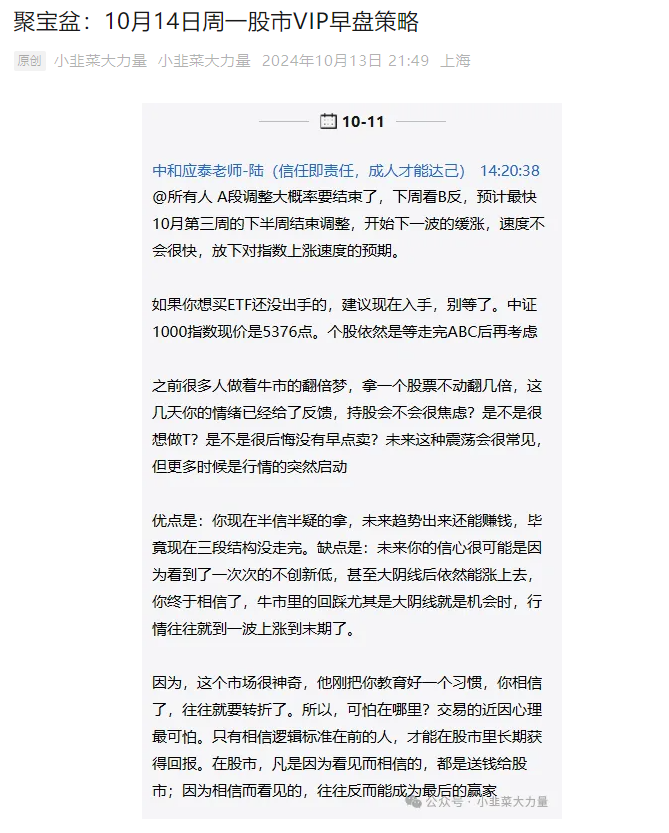 聚宝盆：10月14日周一股市VIP早盘策略
原创 小韭菜大力量 小韭菜大力量 2024年10月13日 21:49 上海
10-11
中和应泰老师-陆（信任即责任，成人才能达己） 14:20:38
@所有人 A段调整大概率要结束了，下周看B反，预计最快
10月第三周的下半周结束调整，开始下一波的缓涨，速度不
会很快，放下对指数上涨速度的预期。
如果你想买ETF还没出手的，建议现在入手，别等了。中证
1000指数现价是5376点。个股依然是等走完ABC后再考虑
之前很多人做着牛市的翻倍梦，拿一个股票不动翻几倍，这
几天你的情绪已经给了反馈，持股会不会很焦虑？是不是很
想做T？是不是很后悔没有早点卖？未来这种震荡会很常见，
但更多时候是行情的突然启动
优点是：你现在半信半疑的拿，未来趋势出来还能赚钱，毕
竟现在三段结构没走完。缺点是：未来你的信心很可能是因
为看到了一次次的不创新低，甚至大阴线后依然能涨上去，
你终于相信了，牛市里的回踩尤其是大阴线就是机会时，行
情往往就到一波上涨到末期了。
因为，这个市场很神奇，他刚把你教育好一个习惯，你相信
了，往往就要转折了。所以，可怕在哪里？交易的近因心理
最可怕。只有相信逻辑标准在前的人，才能在股市里长期获
得回报。在股市，凡是因为看见而相信的，都是送钱给股
市；因为相信而看见的，往往反而能成为最后的赢家
公众号 · 小韭菜大力量